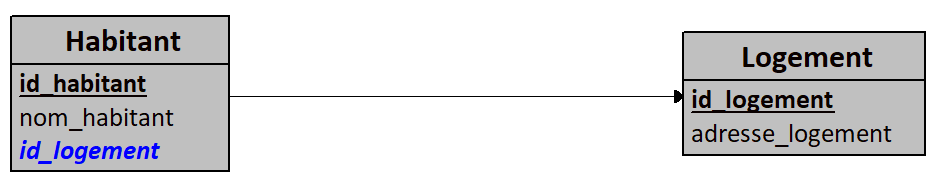 Habitant
id_habitant
nom_habitant
id_logement
Logement
id_logement
adresse_logement